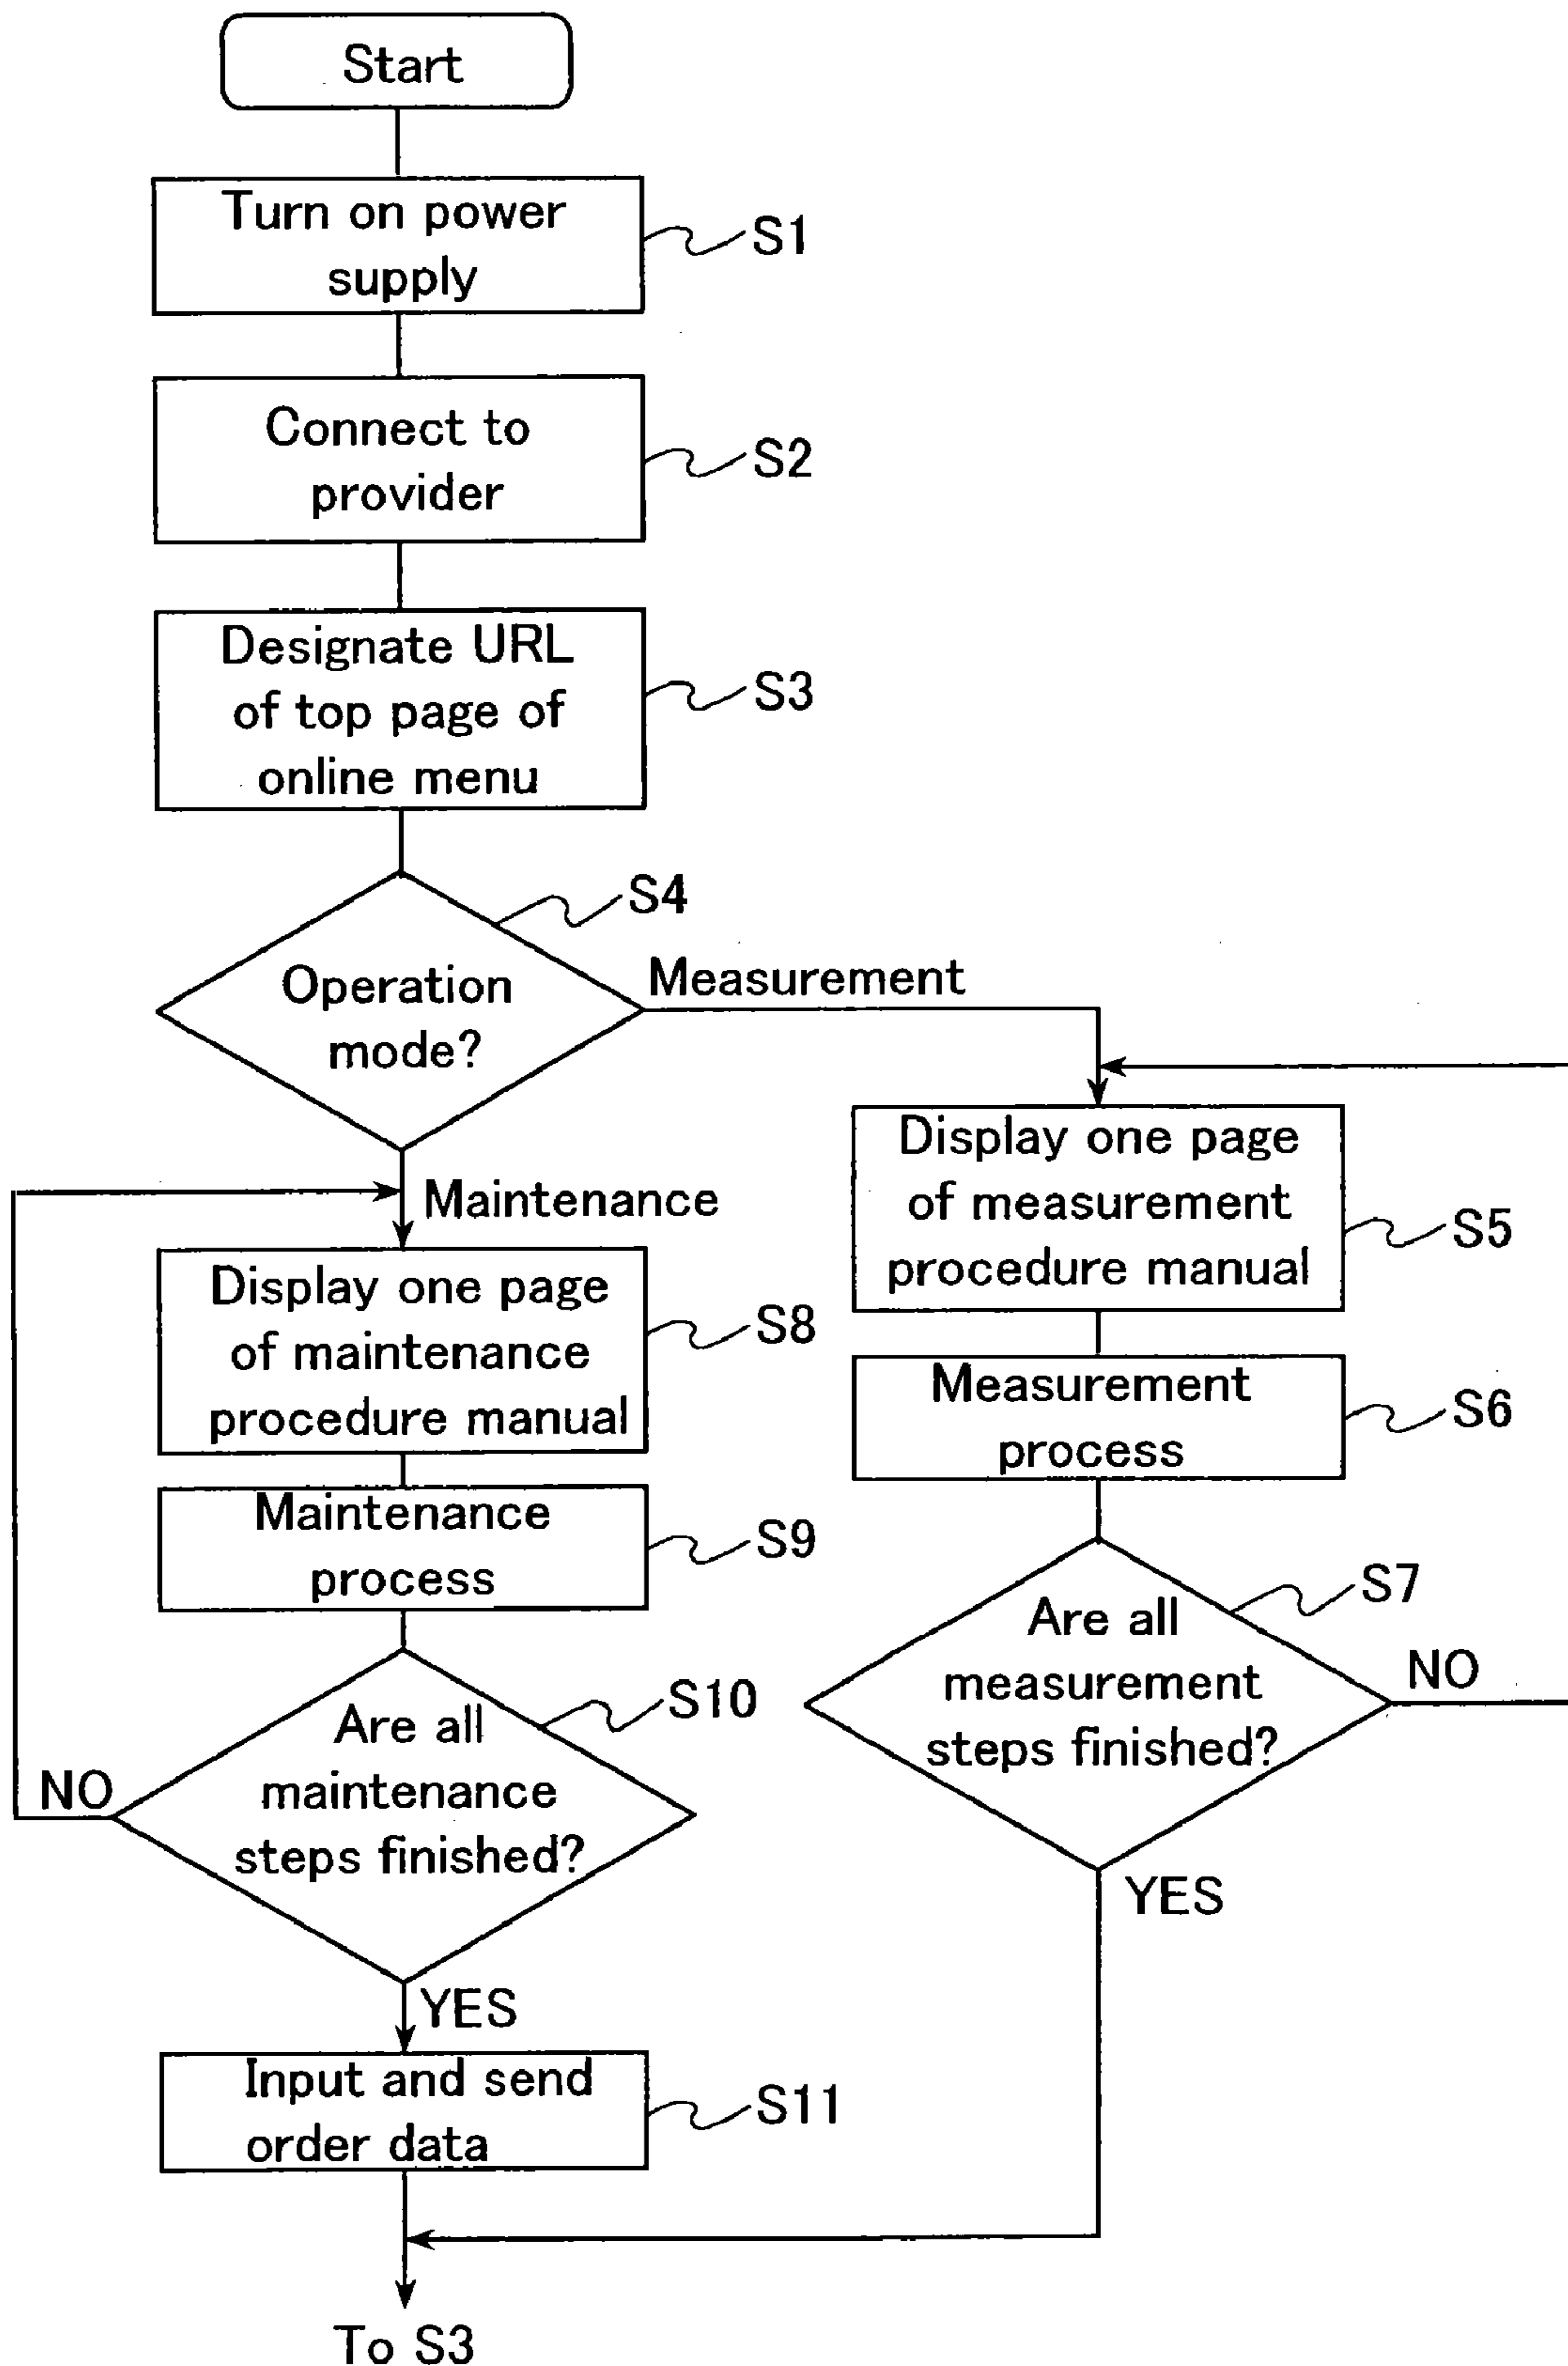 Start
Turn on power
supply
S1
Connect to
provider
S2
Designate URL
of top page of
online menu
S3
S4
Operation
mode?
Measurement
Maintenance
Display one page
of measurement
procedure manual
S5
Measurement
process
S6
Are all
measurement
steps finished?
S7
NO
YES
Display one page
of maintenance
procedure manual
S8
Maintenance
process
S9
Are all
maintenance
steps finished?
S10
NO
YES
Input and send
order data
S11
To S3